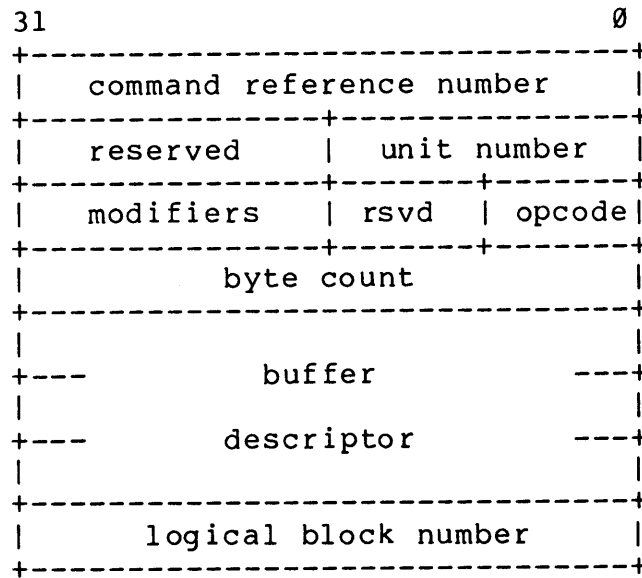 31 0
command reference number
reserved | unit number
modifiers | rsvd | opcode
byte count
buffer
descriptor
logical block number